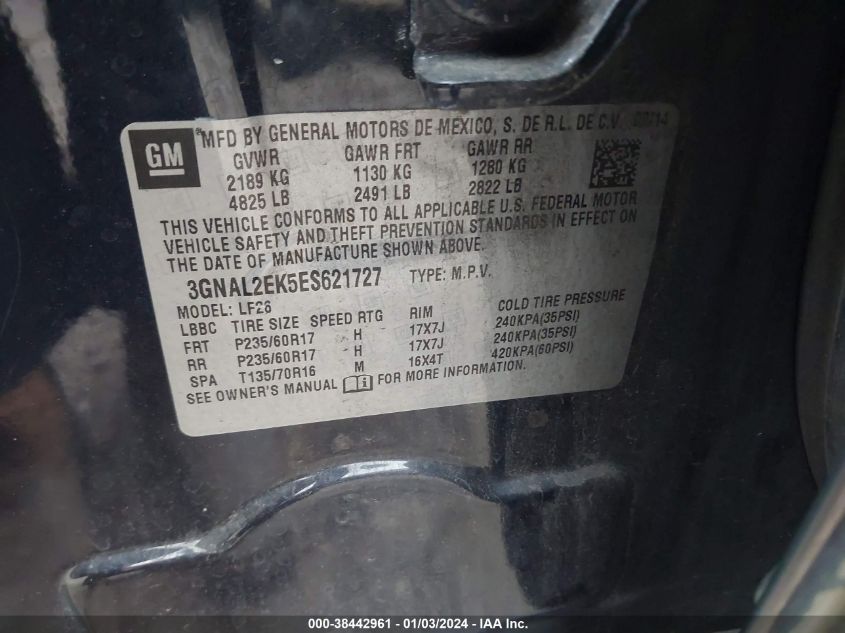 GM
MFD BY GENERAL MOTORS DE MEXICO, S. DE R.L. DE C.V.
GVWR GAWR FRT GAWR RR
2189 KG 1130 KG 1280 KG
4825 LB 2491 LB 2822 LB
THIS VEHICLE CONFORMS TO ALL APPLICABLE U.S. FEDERAL MOTOR
VEHICLE SAFETY AND THEFT PREVENTION STANDARDS IN EFFECT ON
THE DATE OF MANUFACTURE SHOWN ABOVE.
3GNAL2EK5ES621727 TYPE: M.P.V.
MODEL: LF26
LBBC TIRE SIZE SPEED RTG RIM COLD TIRE PRESSURE
FRT P235/60R17 H 17X7J 240KPA(35PSI)
RR P235/60R17 H 17X7J 240KPA(35PSI)
SPA T135/70R16 M 16X4T 420KPA(60PSI)
SEE OWNER'S MANUAL FOR MORE INFORMATION.
000-38442961 - 01/03/2024 - IAA Inc.